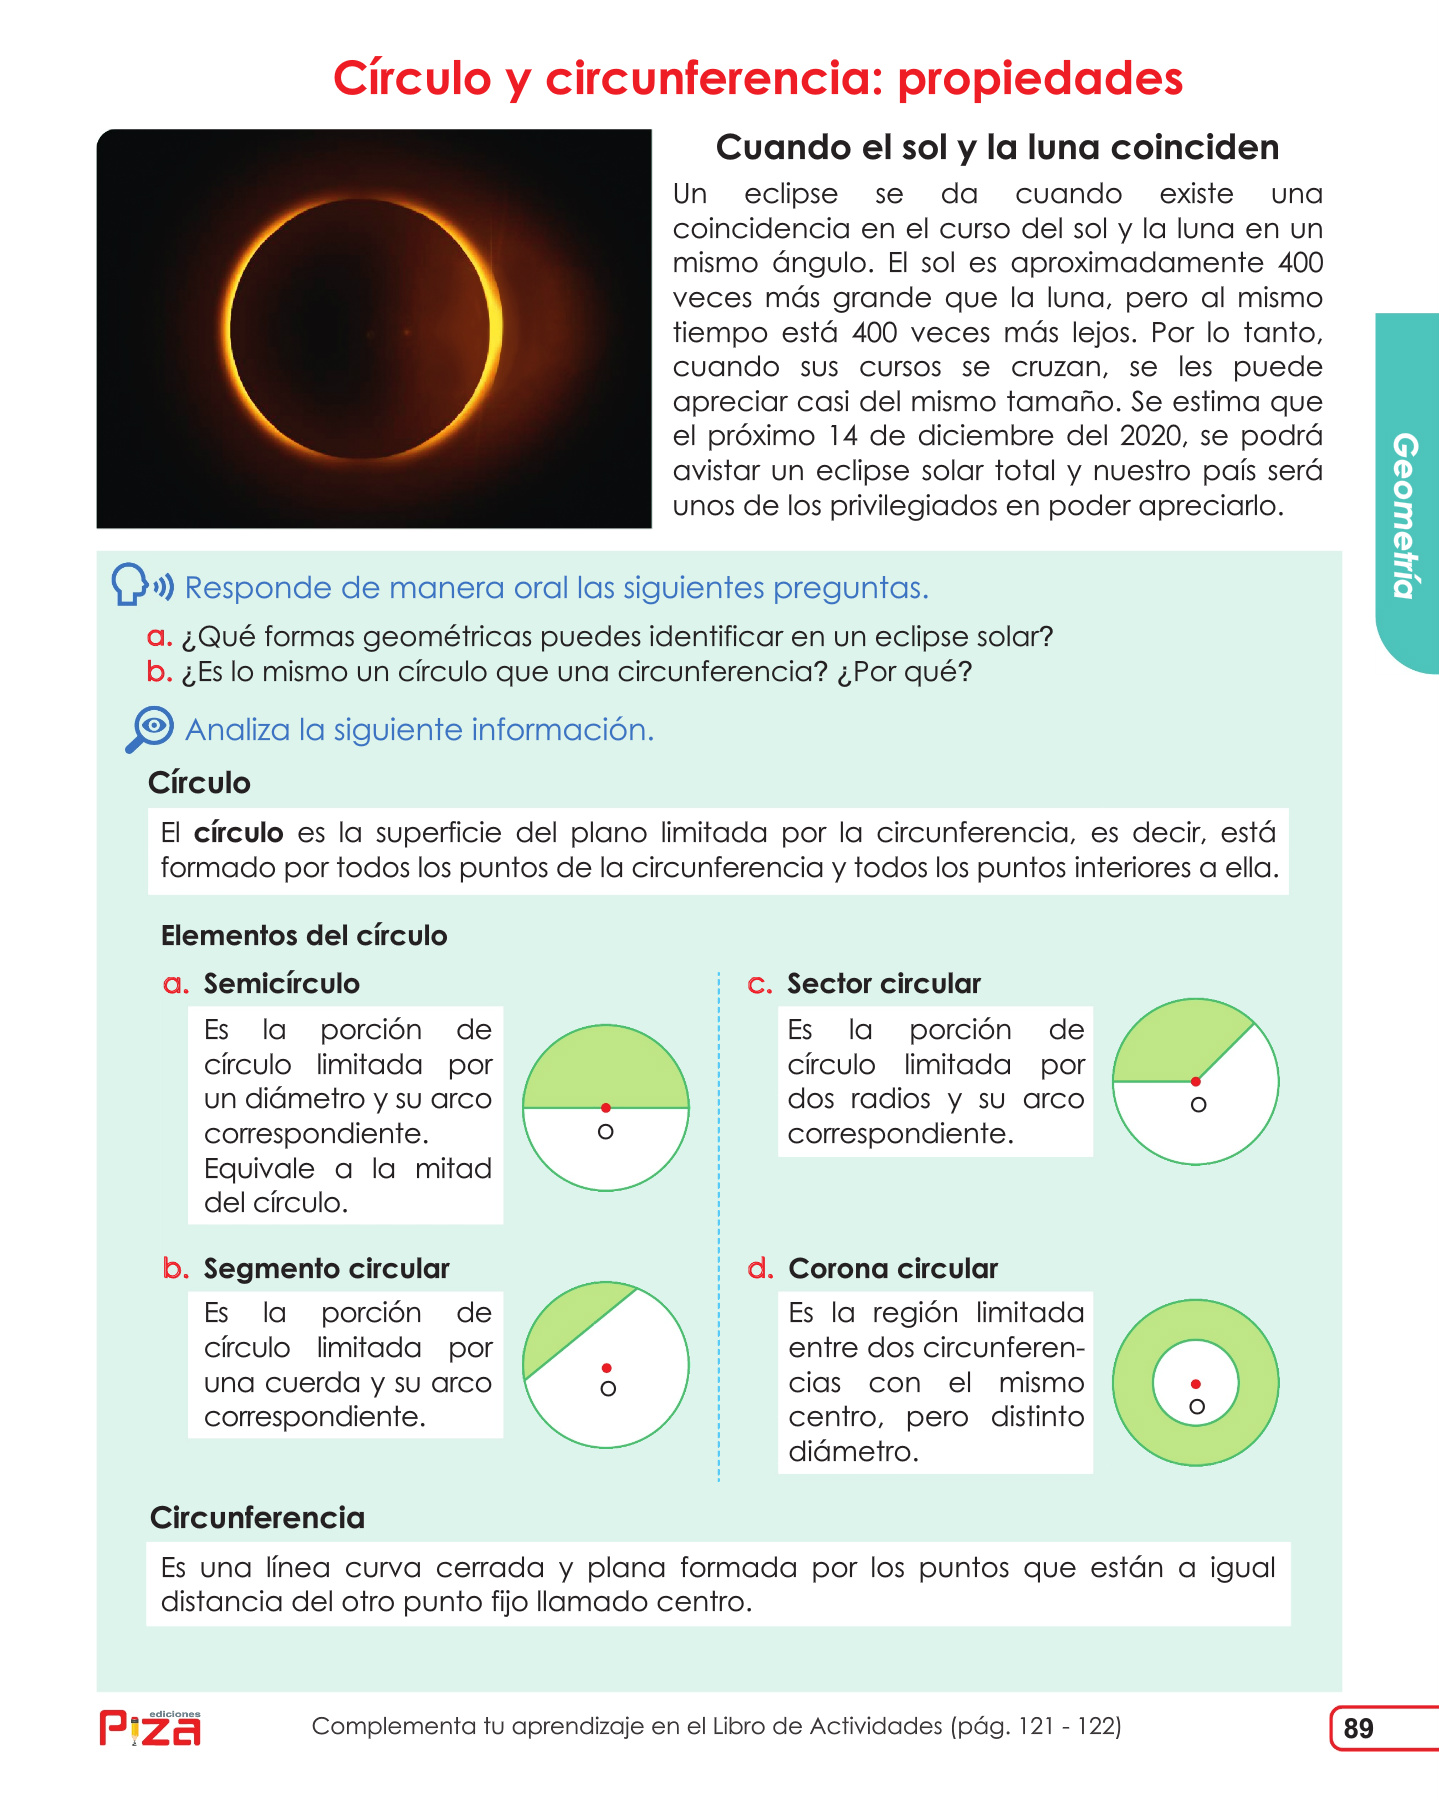 Círculo y circunferencia: propiedades
Cuando el sol y la luna coinciden
Un eclipse se da cuando existe una
coincidencia en el curso del sol y la luna en un
mismo ángulo. El sol es aproximadamente 400
veces más grande que la luna, pero al mismo
tiempo está 400 veces más lejos. Por lo tanto,
cuando sus cursos se cruzan, se les puede
apreciar casi del mismo tamaño. Se estima que
el próximo 14 de diciembre del 2020, se podrá
avistar un eclipse solar total y nuestro país será
unos de los privilegiados en poder apreciarlo.
Geometría
Responde de manera oral las siguientes preguntas.
a. ¿Qué formas geométricas puedes identificar en un eclipse solar?
b. ¿Es lo mismo un círculo que una circunferencia? ¿Por qué?
Analiza la siguiente información.
Círculo
El círculo es la superficie del plano limitada por la circunferencia, es decir, está
formado por todos los puntos de la circunferencia y todos los puntos interiores a ella.
Elementos del círculo
a. Semicírculo
Es la porción de
círculo limitada por
un diámetro y su arco
correspondiente.
Equivale a la mitad
del círculo.
O
b. Segmento circular
Es la porción de
círculo limitada por
una cuerda y su arco
correspondiente.
O
c. Sector circular
Es la porción de
círculo limitada por
dos radios y su arco
correspondiente.
O
d. Corona circular
Es la región limitada
entre dos circunferen-
cias con el mismo
centro, pero distinto
diámetro.
O
Circunferencia
Es una línea curva cerrada y plana formada por los puntos que están a igual
distancia del otro punto fijo llamado centro.
ediciones
Piza
Complementa tu aprendizaje en el Libro de Actividades (pág. 121 - 122)
89